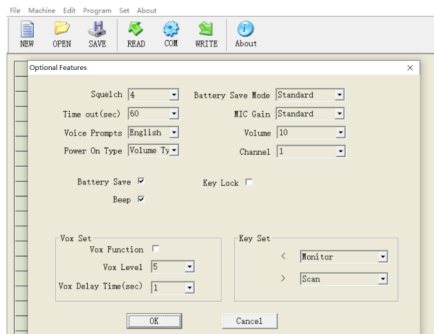 File Machine Edit Program Set About
NEW OPEN SAVE READ COM WRITE About
Optional Features
Squelch 4 Battery Save Mode Standard
Time out(sec) 60 MIC Gain Standard
Voice Prompts English Volume 10
Power On Type Volume Ty Channel 1
Battery Save Key Lock
Beep
Vox Set Key Set
Vox Function < Monitor
Vox Level 5 > Scan
Vox Delay Time(sec) 1
OK Cancel